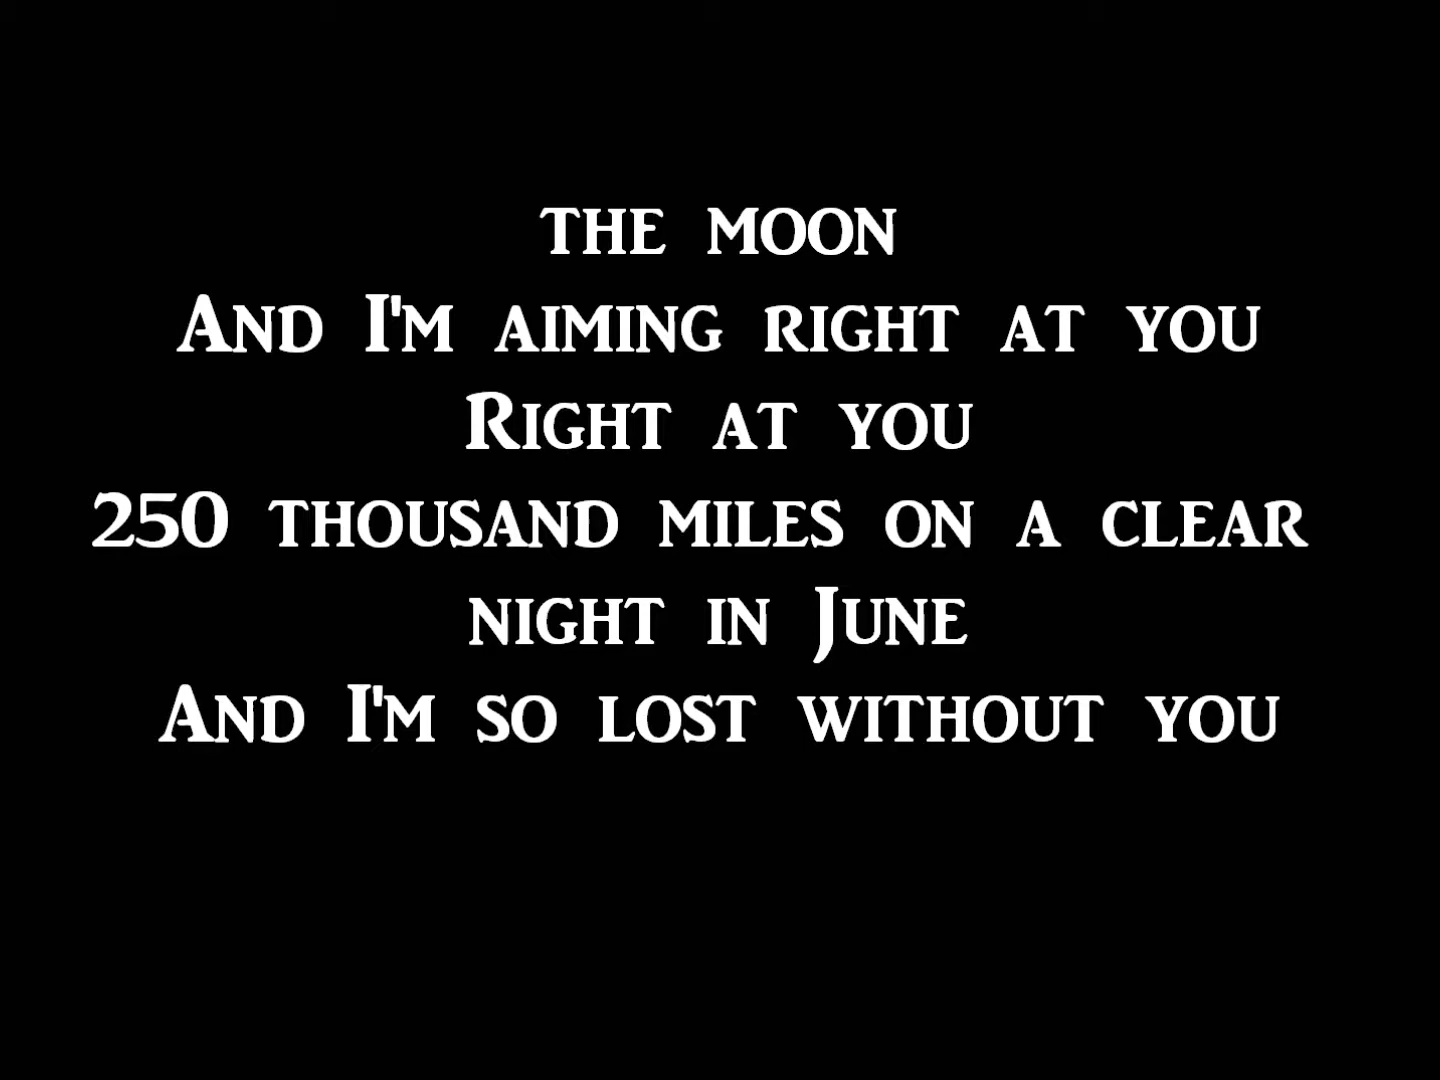 the moon
And I'm aiming right at you
Right at you
250 thousand miles on a clear
night in June
And I'm so lost without you